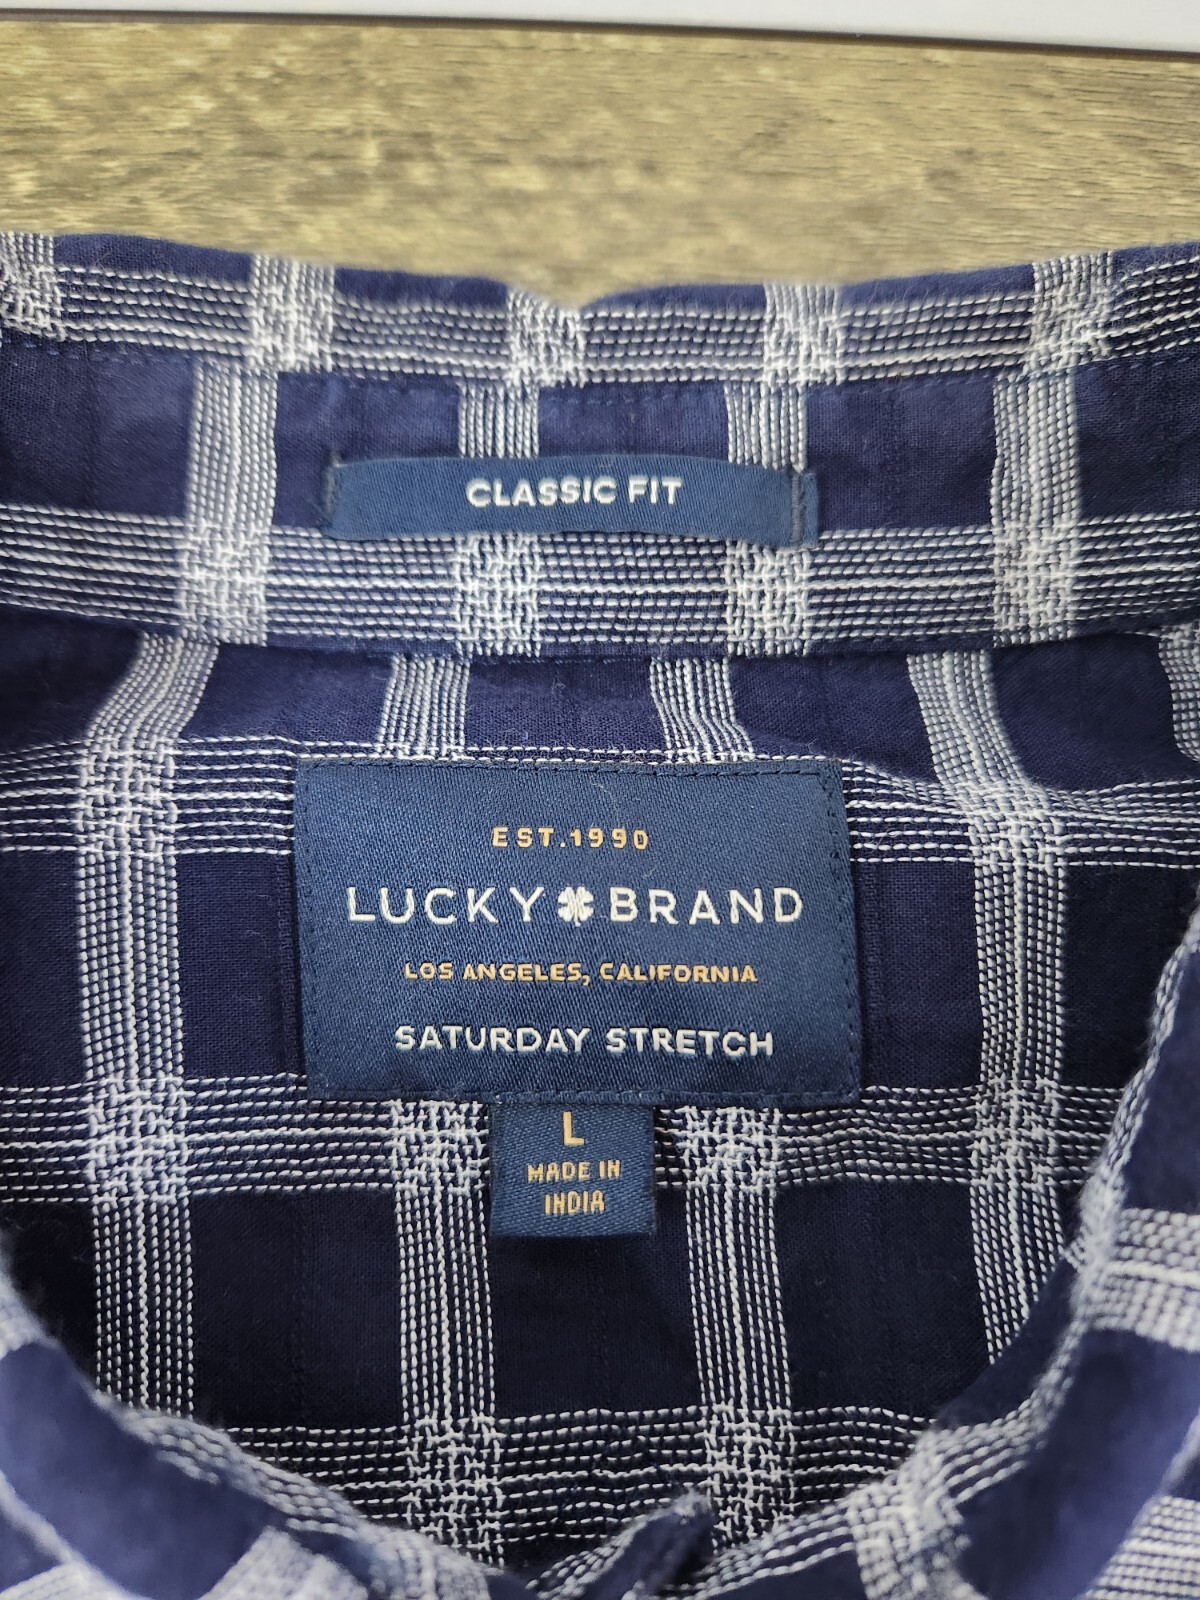 CLASSIC FIT
EST.1990
LUCKY BRAND
LOS ANGELES, CALIFORNIA
SATURDAY STRETCH
L
MADE IN
INDIA